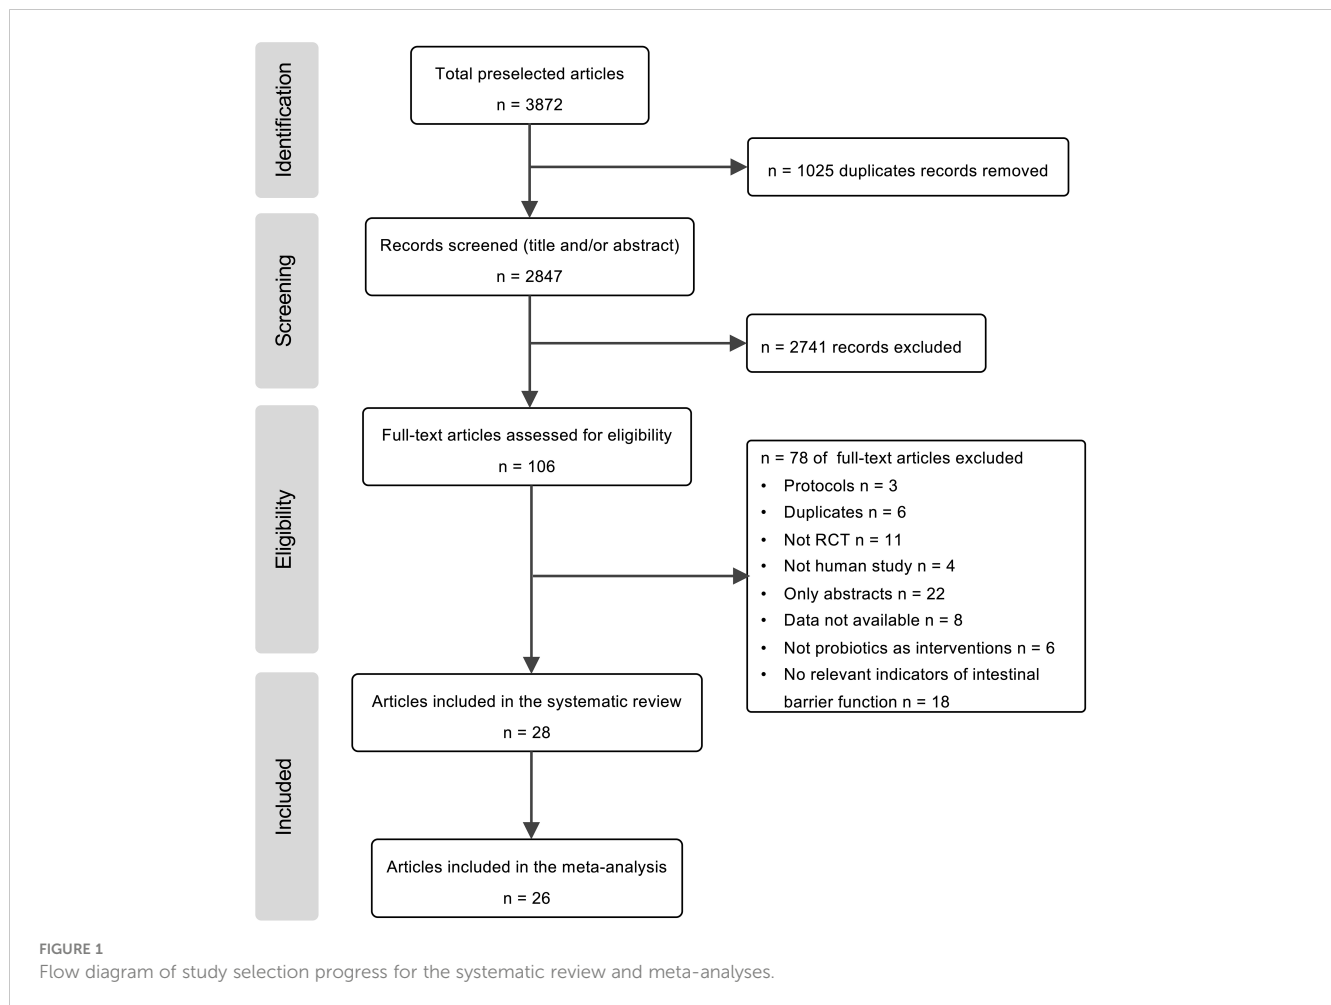 Identification
Total preselected articles
n = 3872
n = 1025 duplicates records removed
Screening
Records screened (title and/or abstract)
n = 2847
n = 2741 records excluded
Eligibility
Full-text articles assessed for eligibility
n = 106
n = 78 of full-text articles excluded
• Protocols n = 3
• Duplicates n = 6
• Not RCT n = 11
• Not human study n = 4
• Only abstracts n = 22
• Data not available n = 8
• Not probiotics as interventions n = 6
• No relevant indicators of intestinal
barrier function n = 18
Included
Articles included in the systematic review
n = 28
Articles included in the meta-analysis
n = 26
FIGURE 1
Flow diagram of study selection progress for the systematic review and meta-analyses.